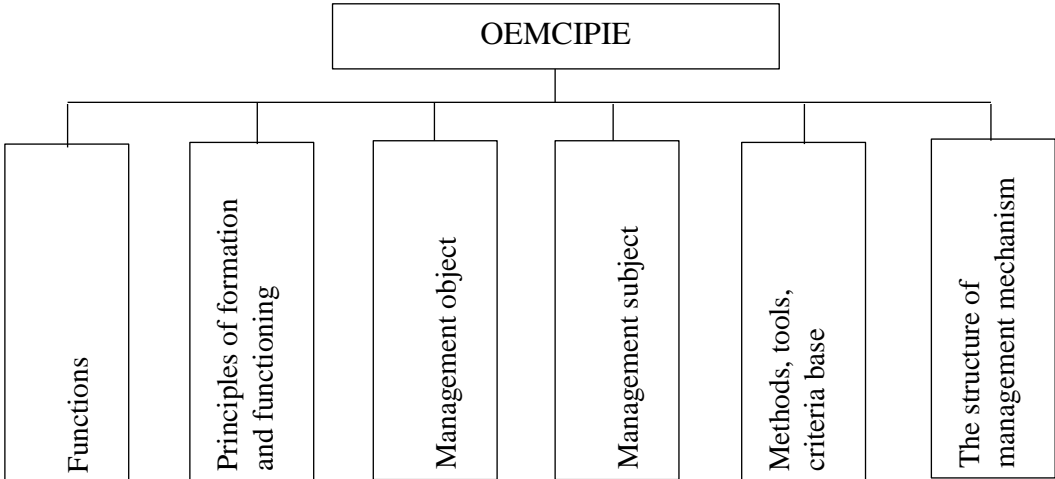 OEMCIPIE
Functions
Principles of formation
and functioning
Management object
Management subject
Methods, tools,
criteria base
The structure of
management mechanism